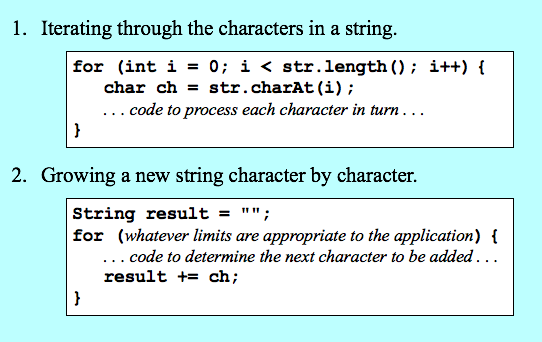 1. Iterating through the characters in a string.
for (int i = 0; i < str.length(); i++) {
char ch = str.charAt(i);
... code to process each character in turn ...
}
2. Growing a new string character by character.
String result = "";
for (whatever limits are appropriate to the application) {
... code to determine the next character to be added ...
result += ch;
}